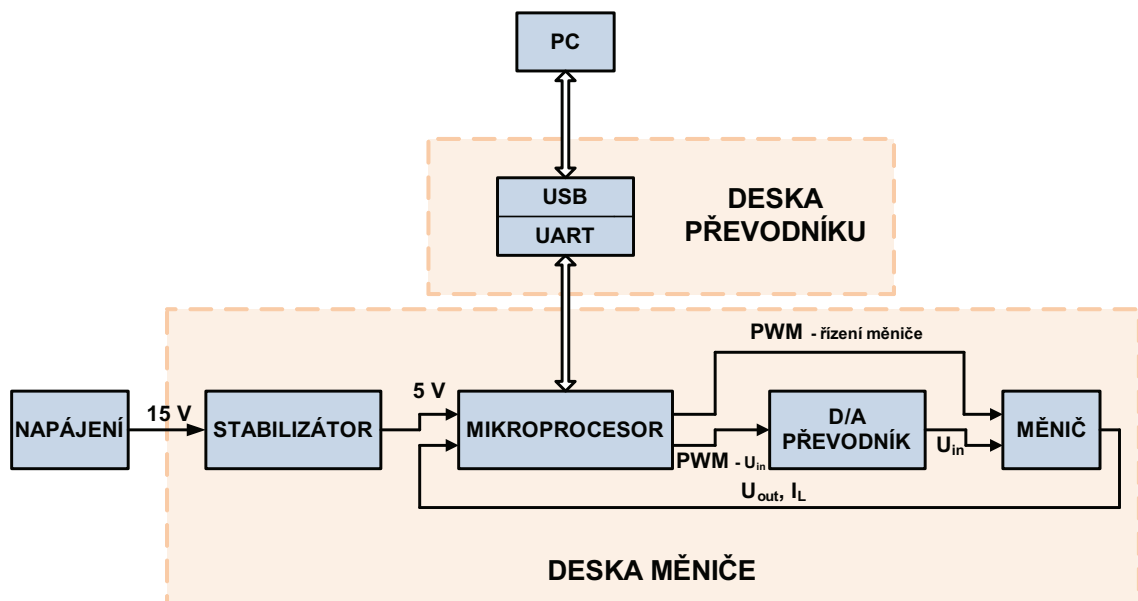 PC
USB
UART
DESKA
PŘEVODNÍKU
PWM - řízení měniče
NAPÁJENÍ
15 V
STABILIZÁTOR
5 V
MIKROPROCESOR
PWM - Uin
D/A
PŘEVODNÍK
Uin
MĚNIČ
Uout, IL
DESKA MĚNIČE